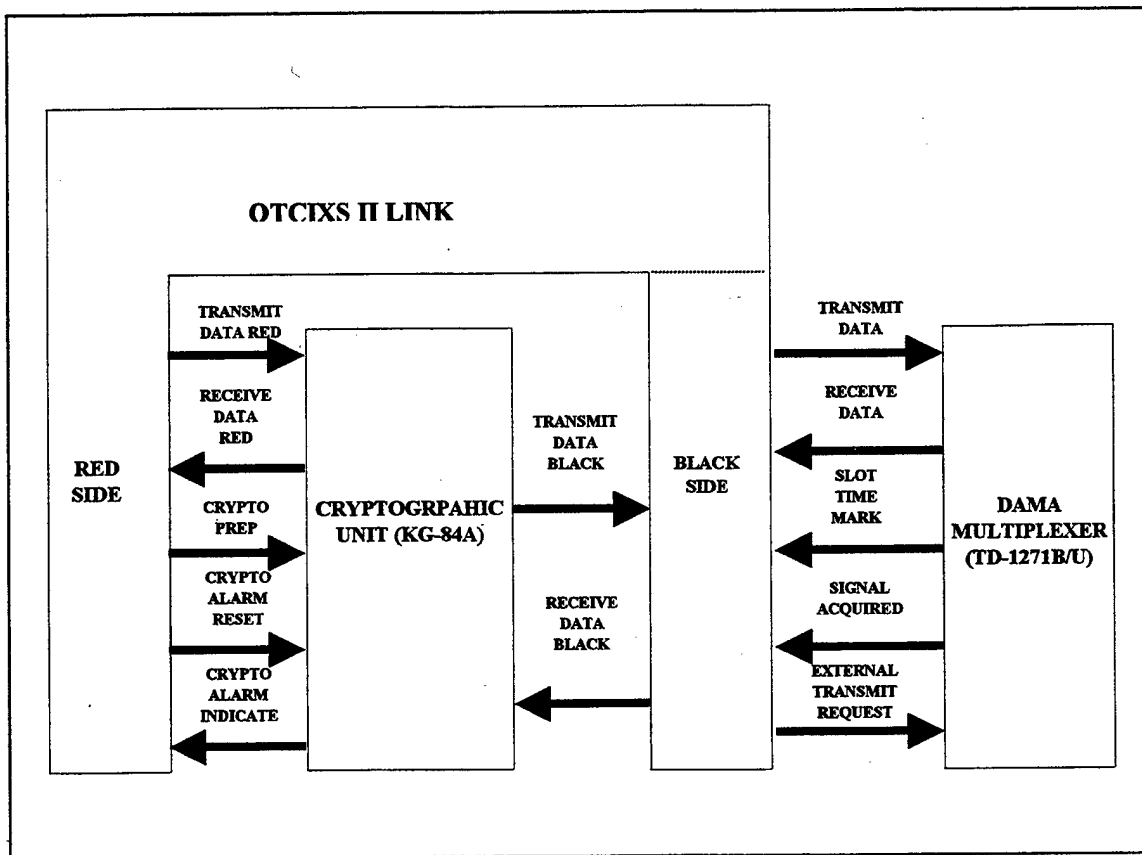 OTCIXS II LINK
TRANSMIT
DATA RED
RECEIVE
DATA
RED
CRYPTO
PREP
CRYPTO
ALARM
RESET
CRYPTO
ALARM
INDICATE
RED
SIDE
CRYPTOGRPAHIC
UNIT (KG-84A)
TRANSMIT
DATA
BLACK
RECEIVE
DATA
BLACK
BLACK
SIDE
TRANSMIT
DATA
RECEIVE
DATA
SLOT
TIME
MARK
SIGNAL
ACQUIRED
EXTERNAL
TRANSMIT
REQUEST
DAMA
MULTIPLEXER
(TD-1271B/U)